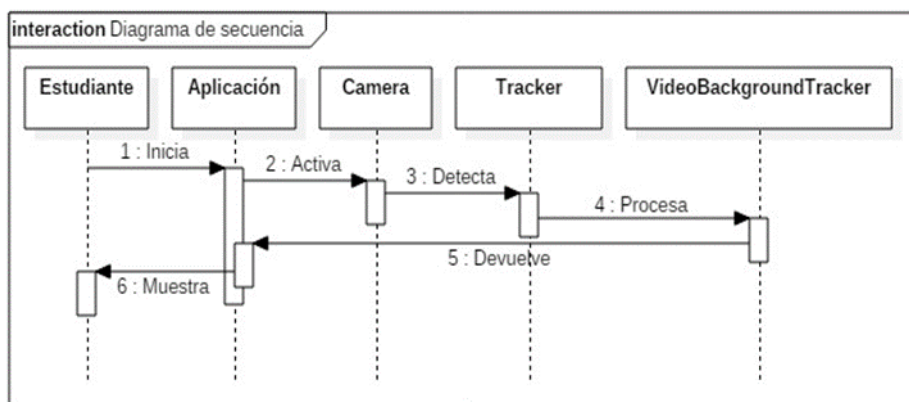 interaction Diagrama de secuencia
Estudiante
Aplicación
Camera
Tracker
VideoBackgroundTracker
1 : Inicia
2 : Activa
3 : Detecta
4 : Procesa
5 : Devuelve
6 : Muestra